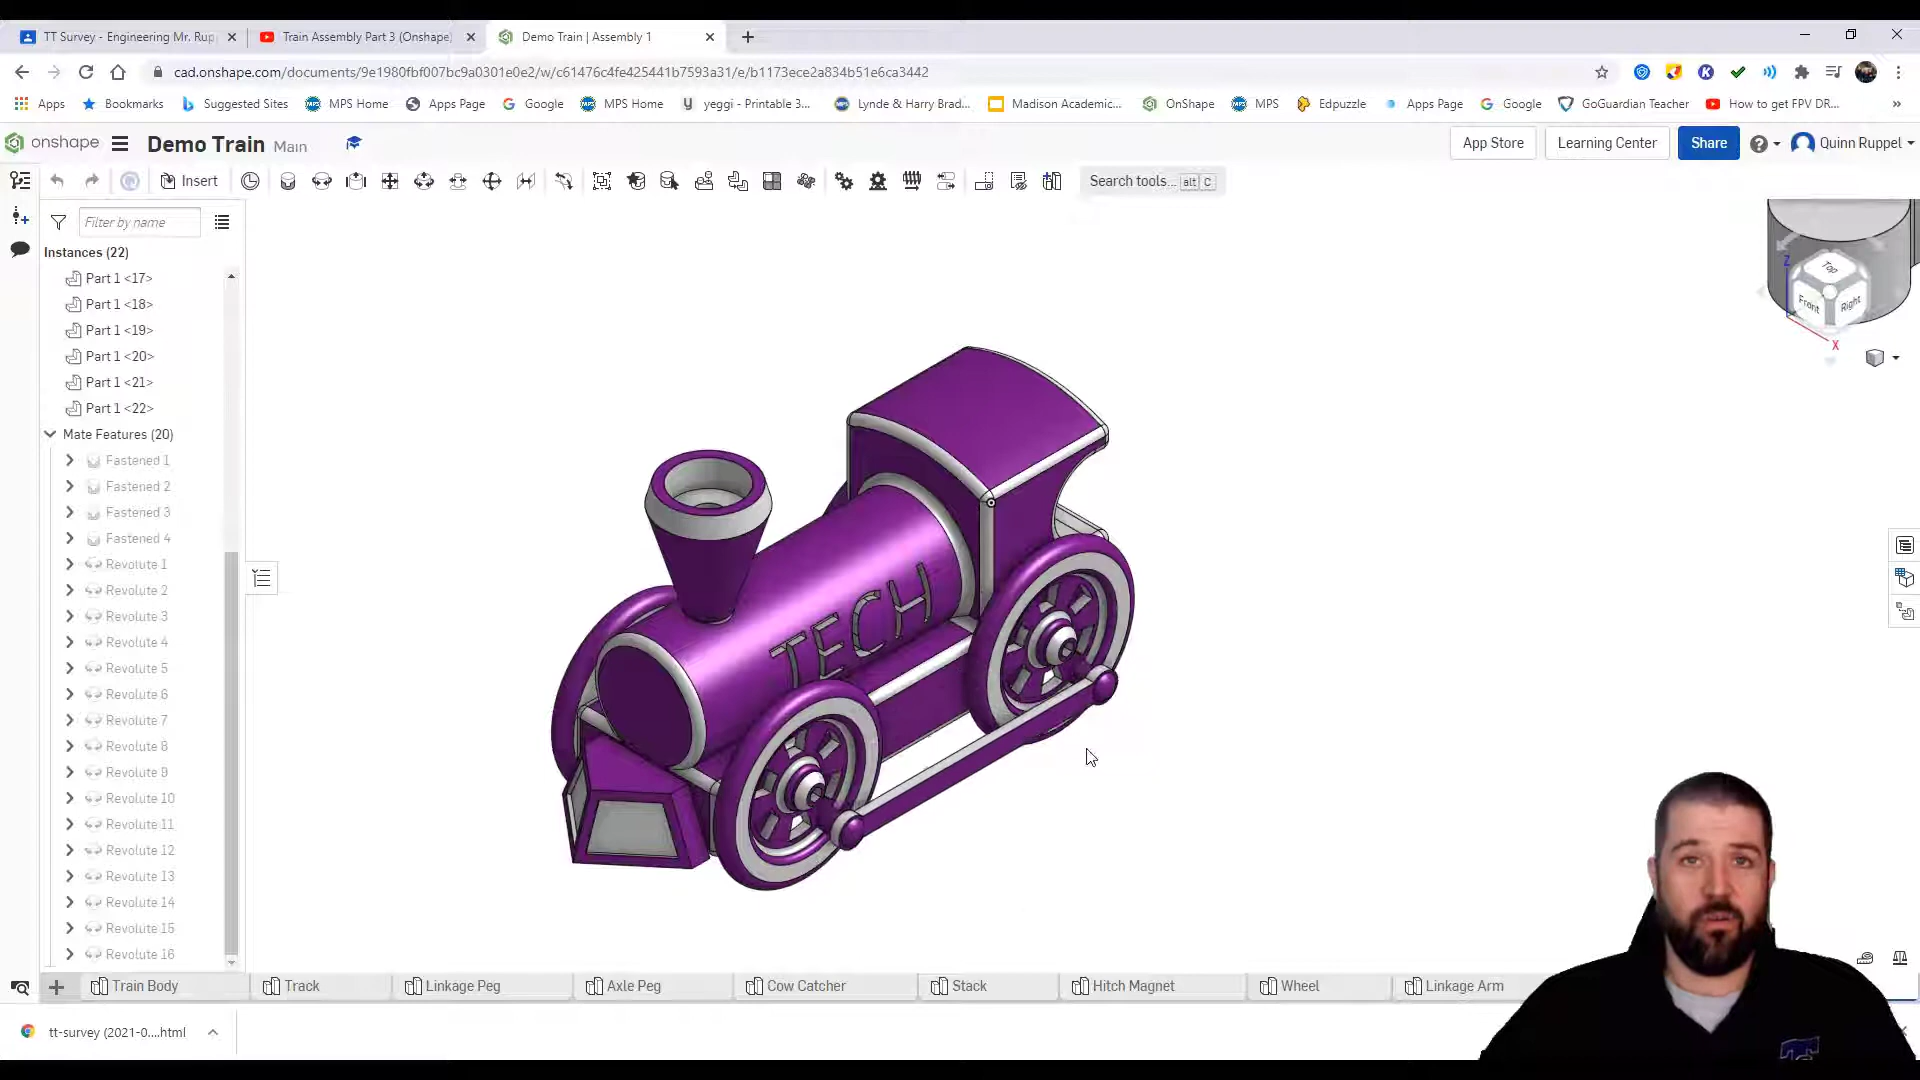 TT Survey - Engineering Mr. Rup
Train Assembly Part 3 (Onshape)
Demo Train | Assembly 1
cad.onshape.com/documents/9e1980fbf007bc9a0301e0e2/w/c61476c4fe425441b7593a31/e/b1173ece2a834b51e6ca3442
Apps
Bookmarks
Suggested Sites
MPS Home
Apps Page
Google
MPS Home
yeggi - Printable 3...
Lynde & Harry Brad...
Madison Academic...
OnShape
MPS
Edpuzzle
Apps Page
Google
GoGuardian Teacher
How to get FPV DR...
»
onshape
Demo Train Main
App Store
Learning Center
Share
Quinn Ruppel
Insert
Search tools... alt C
Filter by name
Instances (22)
Part 1 <17>
Part 1 <18>
Part 1 <19>
Part 1 <20>
Part 1 <21>
Part 1 <22>
Mate Features (20)
Fastened 1
Fastened 2
Fastened 3
Fastened 4
Revolute 1
Revolute 2
Revolute 3
Revolute 4
Revolute 5
Revolute 6
Revolute 7
Revolute 8
Revolute 9
Revolute 10
Revolute 11
Revolute 12
Revolute 13
Revolute 14
Revolute 15
Revolute 16
TECH
Z
Top
Front
Right
X
Train Body
Track
Linkage Peg
Axle Peg
Cow Catcher
Stack
Hitch Magnet
Wheel
Linkage Arm
tt-survey (2021-0....html